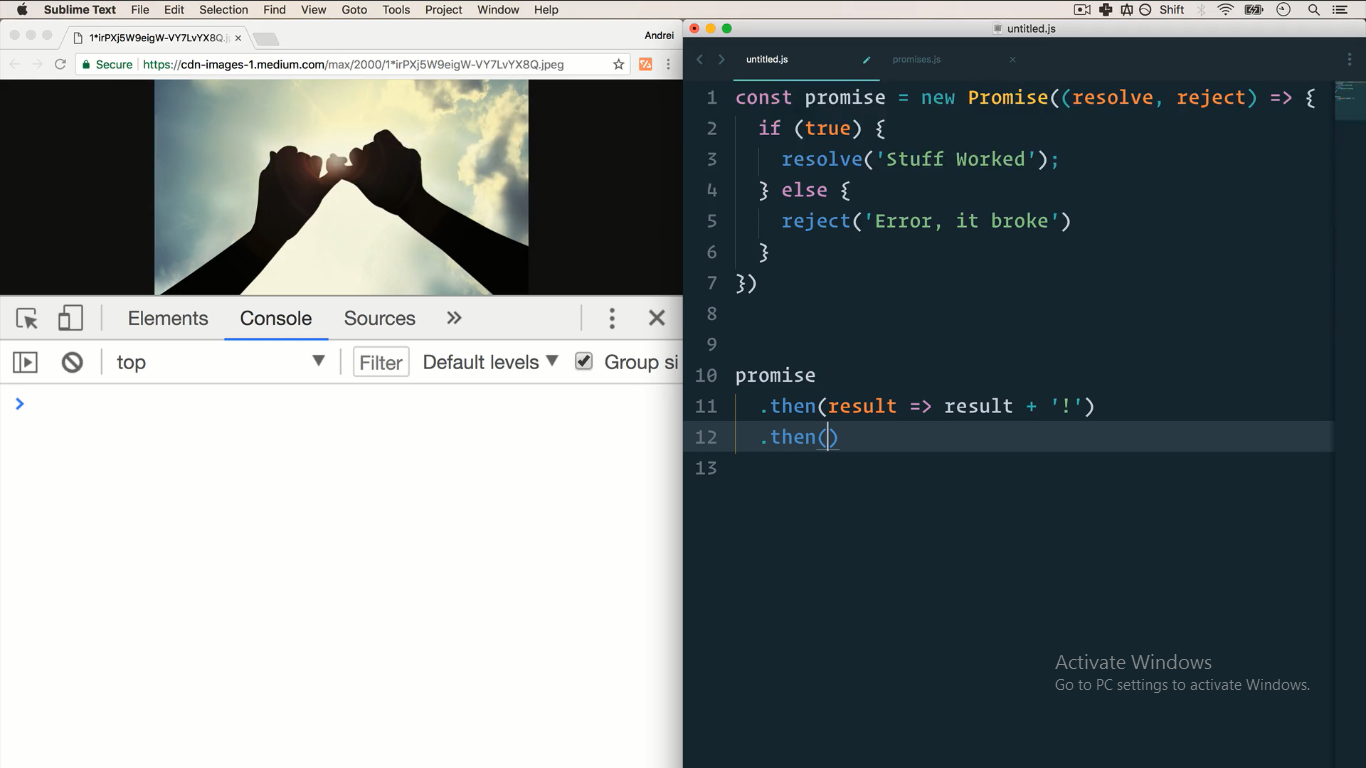 Sublime Text File Edit Selection Find View Goto Tools Project Window Help Shift
1*irPXj5W9eigW-VY7LvYX8Q.j
Andrei
Secure https://cdn-images-1.medium.com/max/2000/1*irPXj5W9eigW-VY7LvYX8Q.jpeg
Elements Console Sources »
top Filter Default levels Group si
>
untitled.js
untitled.js promises.js
1 const promise = new Promise((resolve, reject) => {
2 if (true) {
3 resolve('Stuff Worked');
4 } else {
5 reject('Error, it broke')
6 }
7 })
8
9
10 promise
11 .then(result => result + '!')
12 .then()
13
Activate Windows
Go to PC settings to activate Windows.